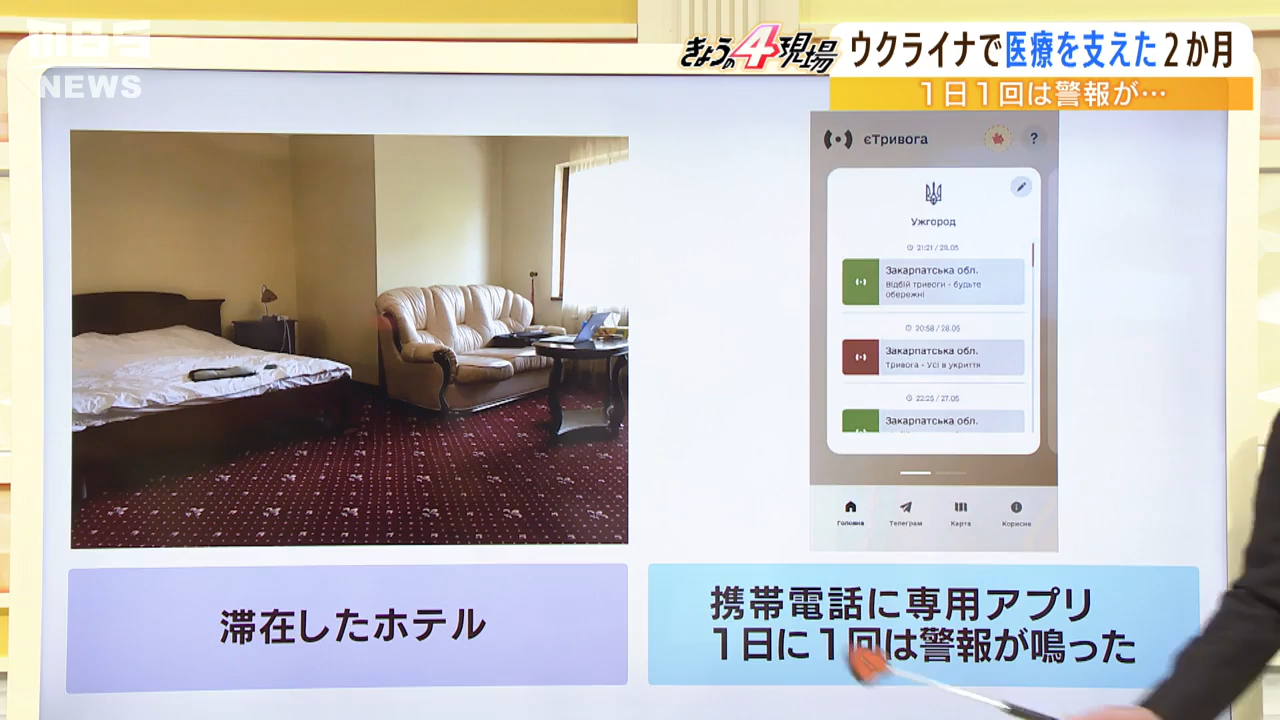 MBS
NEWS
きょうの4現場
ウクライナで医療を支えた2か月
1日1回は警報が…
єТривога
?
Ужгород
21:21 / 28.05
Закарпатська обл.
Відбій тривоги - будьте
обережні
20:58 / 28.05
Закарпатська обл.
Тривога - Усі в укриття
22:25 / 27.05
Закарпатська обл.
Головна
Телеграм
Карта
Корисне
滞在したホテル
携帯電話に専用アプリ
1日に1回は警報が鳴った